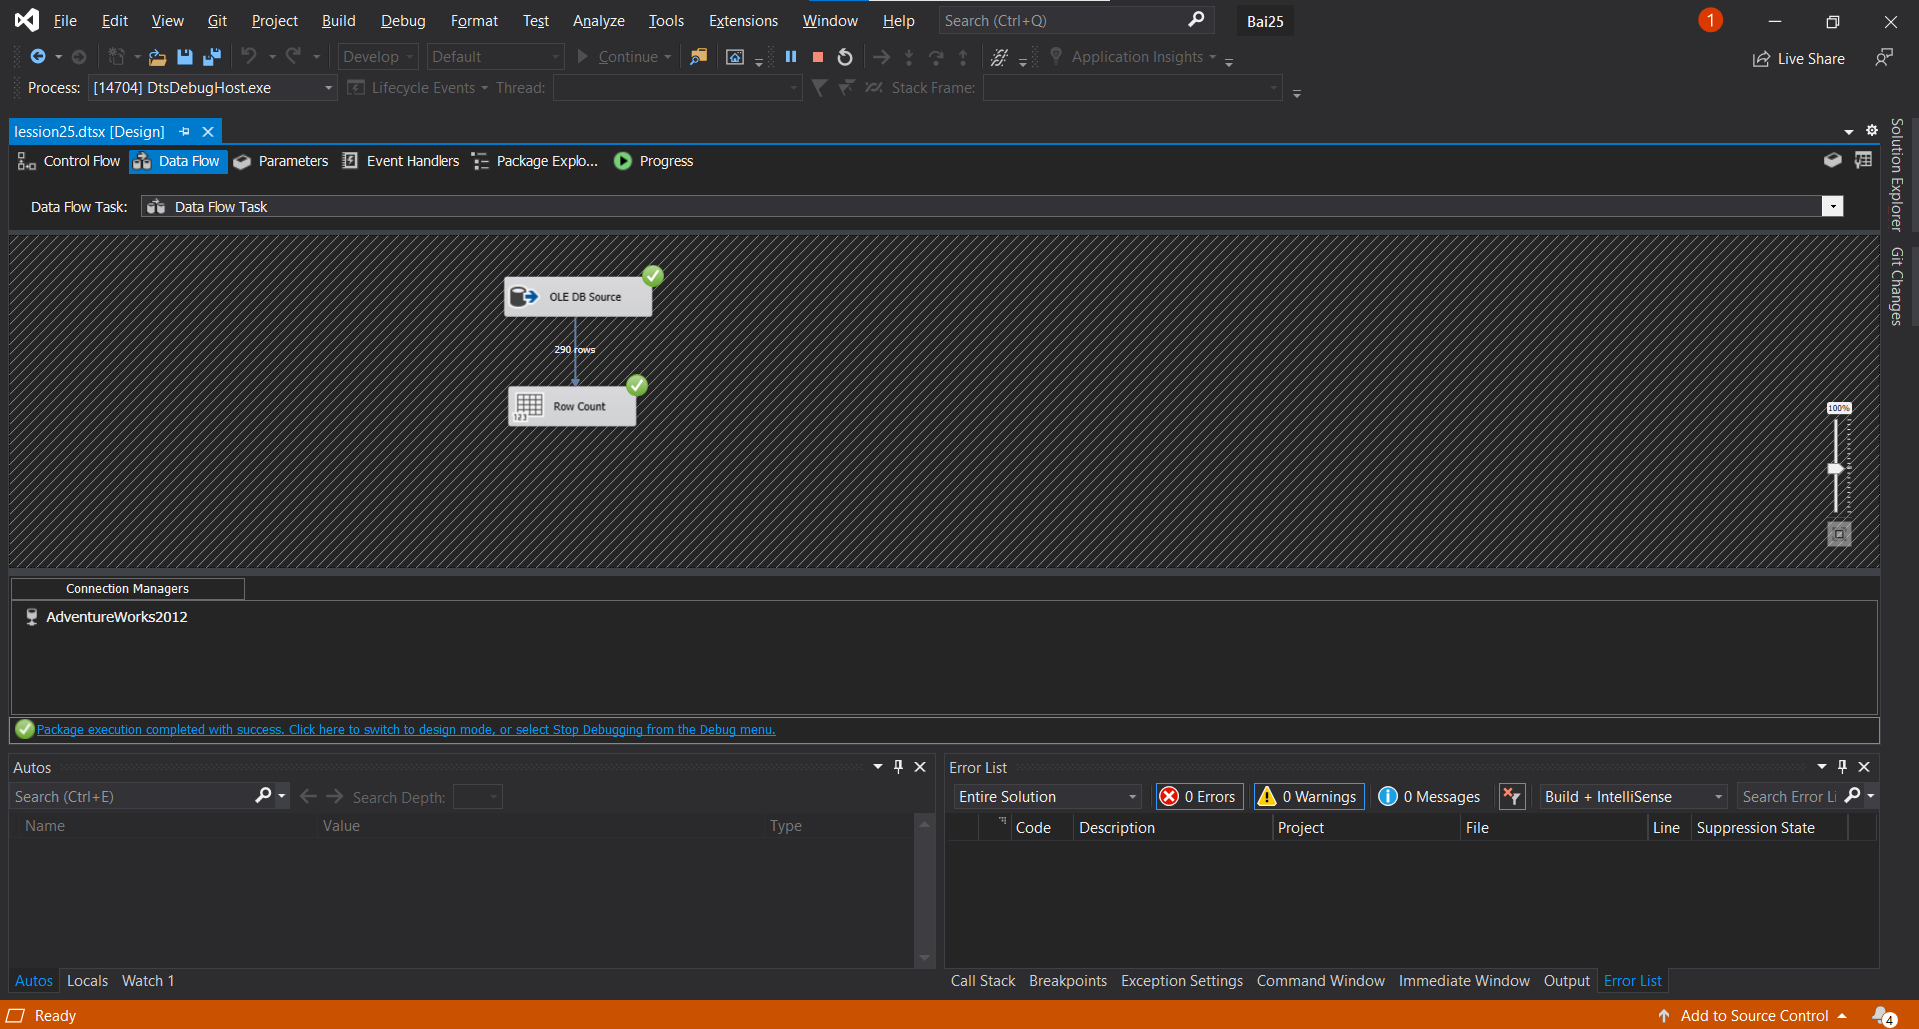 File Edit View Git Project Build Debug Format Test Analyze Tools Extensions Window Help Search (Ctrl+Q) Bai25 1
Develop Default Continue Application Insights Live Share
Process: [14704] DtsDebugHost.exe Lifecycle Events Thread: Stack Frame:
lession25.dtsx [Design]
Control Flow Data Flow Parameters Event Handlers Package Explo... Progress
Data Flow Task: Data Flow Task
Solution Explorer
Git Changes
OLE DB Source
290 rows
Row Count
123
100%
Connection Managers
AdventureWorks2012
Package execution completed with success. Click here to switch to design mode, or select Stop Debugging from the Debug menu.
Autos
Search (Ctrl+E) Search Depth:
Name Value Type
Autos Locals Watch 1
Error List
Entire Solution 0 Errors 0 Warnings 0 Messages Build + IntelliSense Search Error Li
Code Description Project File Line Suppression State
Call Stack Breakpoints Exception Settings Command Window Immediate Window Output Error List
Ready Add to Source Control 4